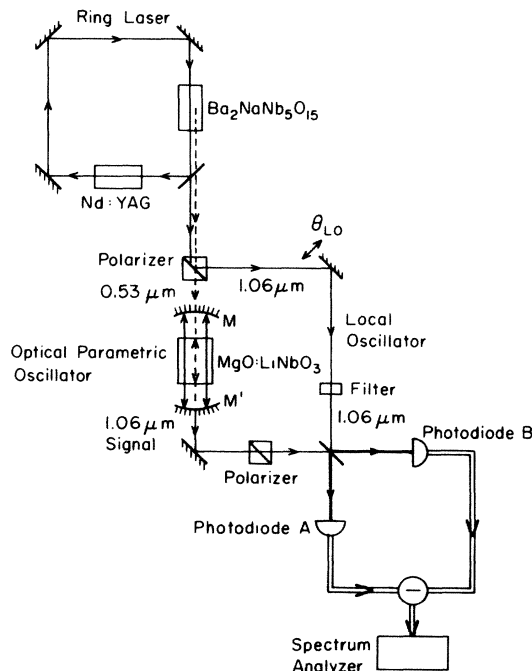 Ring Laser
Ba2NaNb5O15
Nd:YAG
θLO
Polarizer
0.53 μm
1.06 μm
M
Local
Oscillator
Optical Parametric
Oscillator
MgO:LiNbO3
Filter
M'
1.06 μm
1.06 μm
Signal
Photodiode B
Polarizer
Photodiode A
−
Spectrum
Analyzer